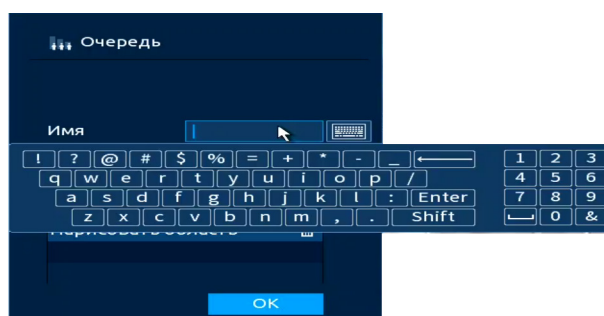 Очередь
Имя
! ? @ # $ % = + * - _ 1 2 3
q w e r t y u i o p / 4 5 6
a s d f g h j k l : Enter 7 8 9
z x c v b n m , . Shift 0 &
Нарисовать область
OK